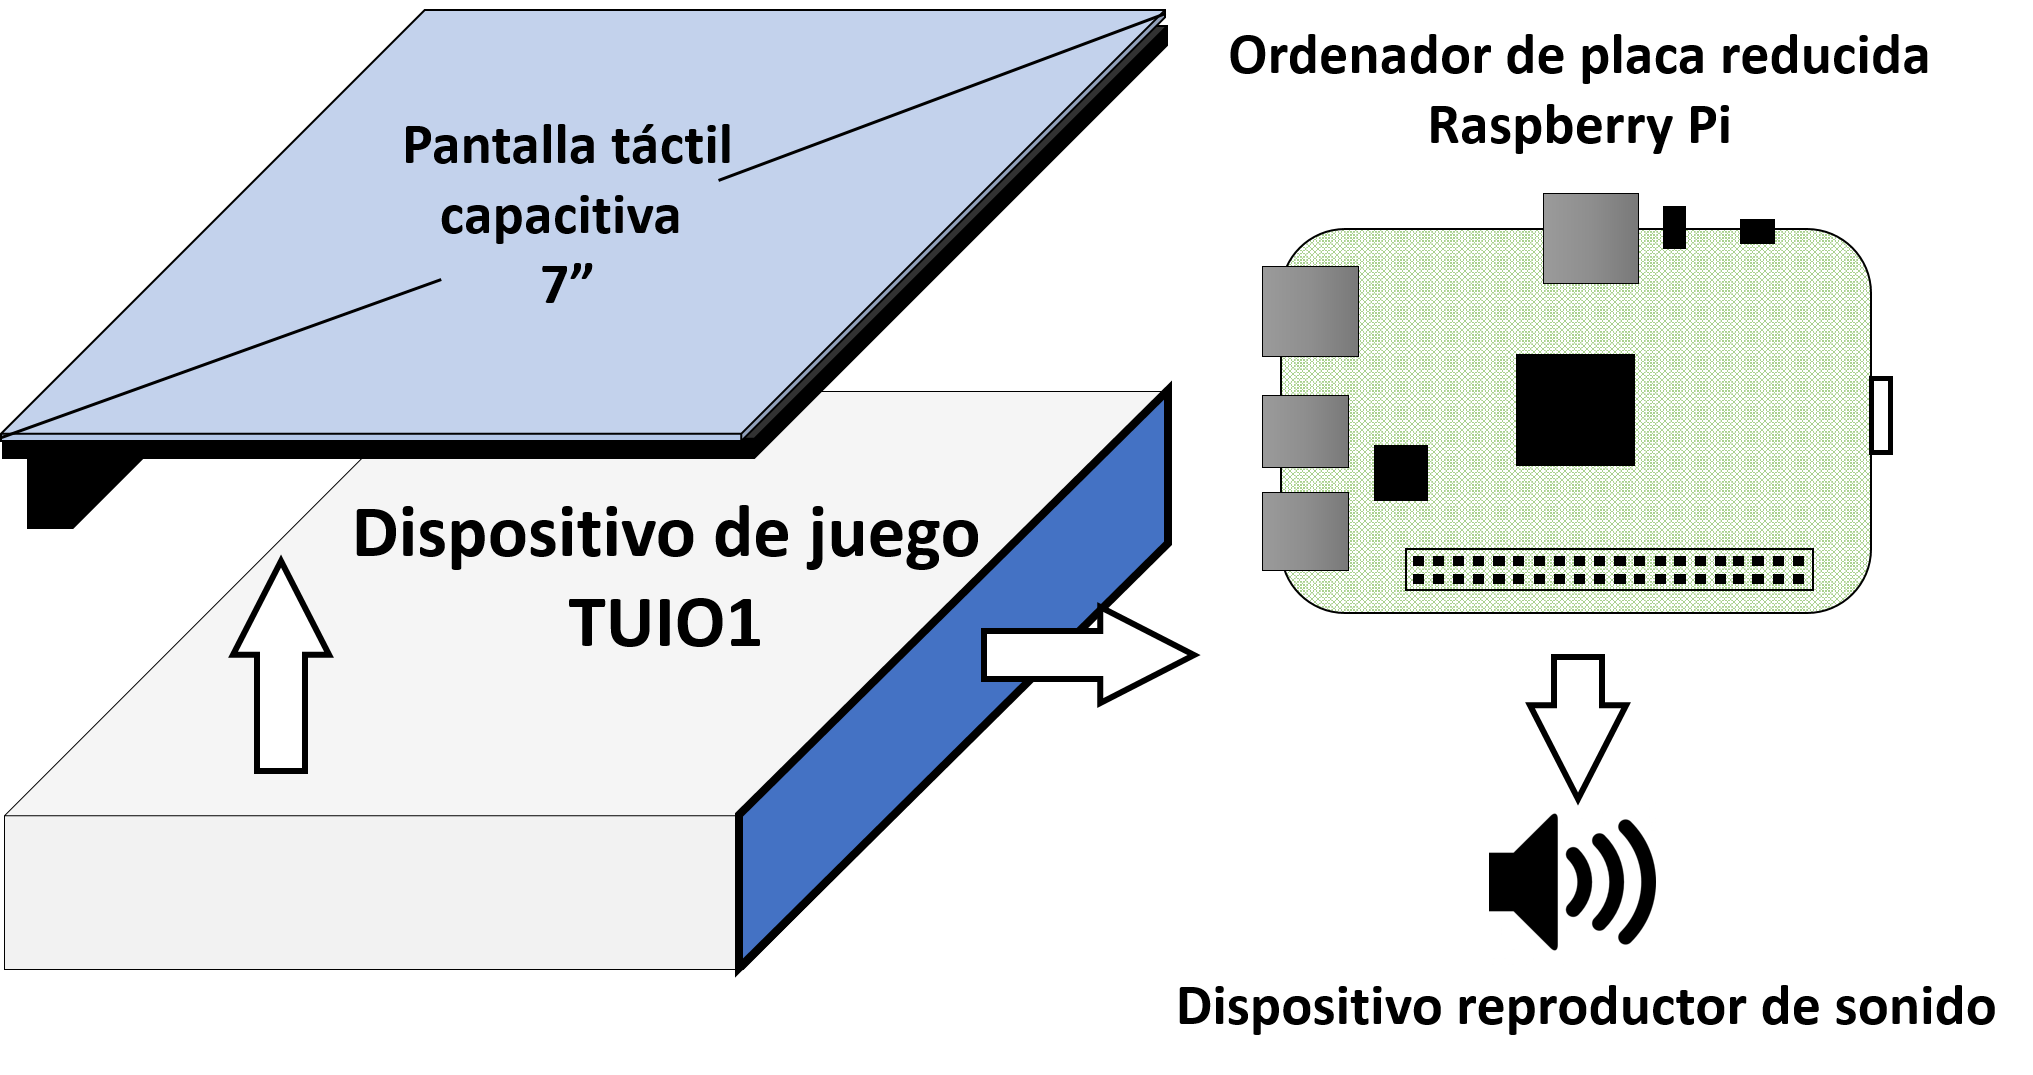 Pantalla táctil
capacitiva
7”
Ordenador de placa reducida
Raspberry Pi
Dispositivo de juego
TUIO1
Dispositivo reproductor de sonido